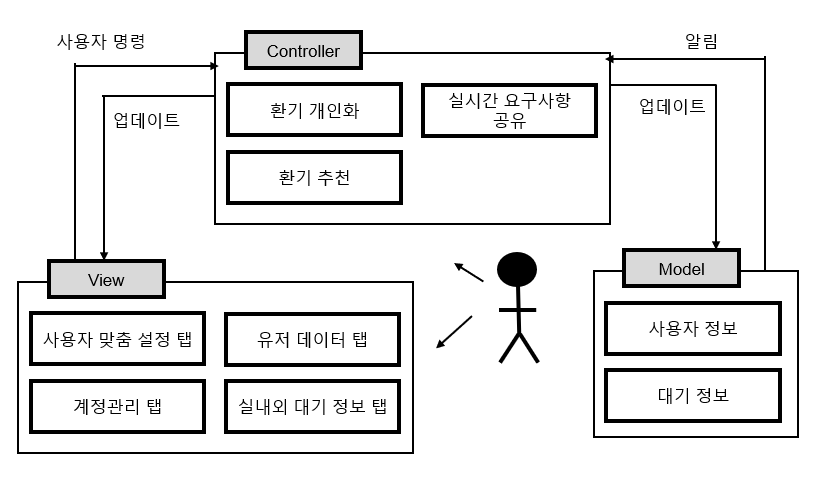 사용자 명령
Controller
알림
환기 개인화
실시간 요구사항
공유
업데이트
업데이트
환기 추천
View
Model
사용자 맞춤 설정 탭
유저 데이터 탭
사용자 정보
계정관리 탭
실내외 대기 정보 탭
대기 정보